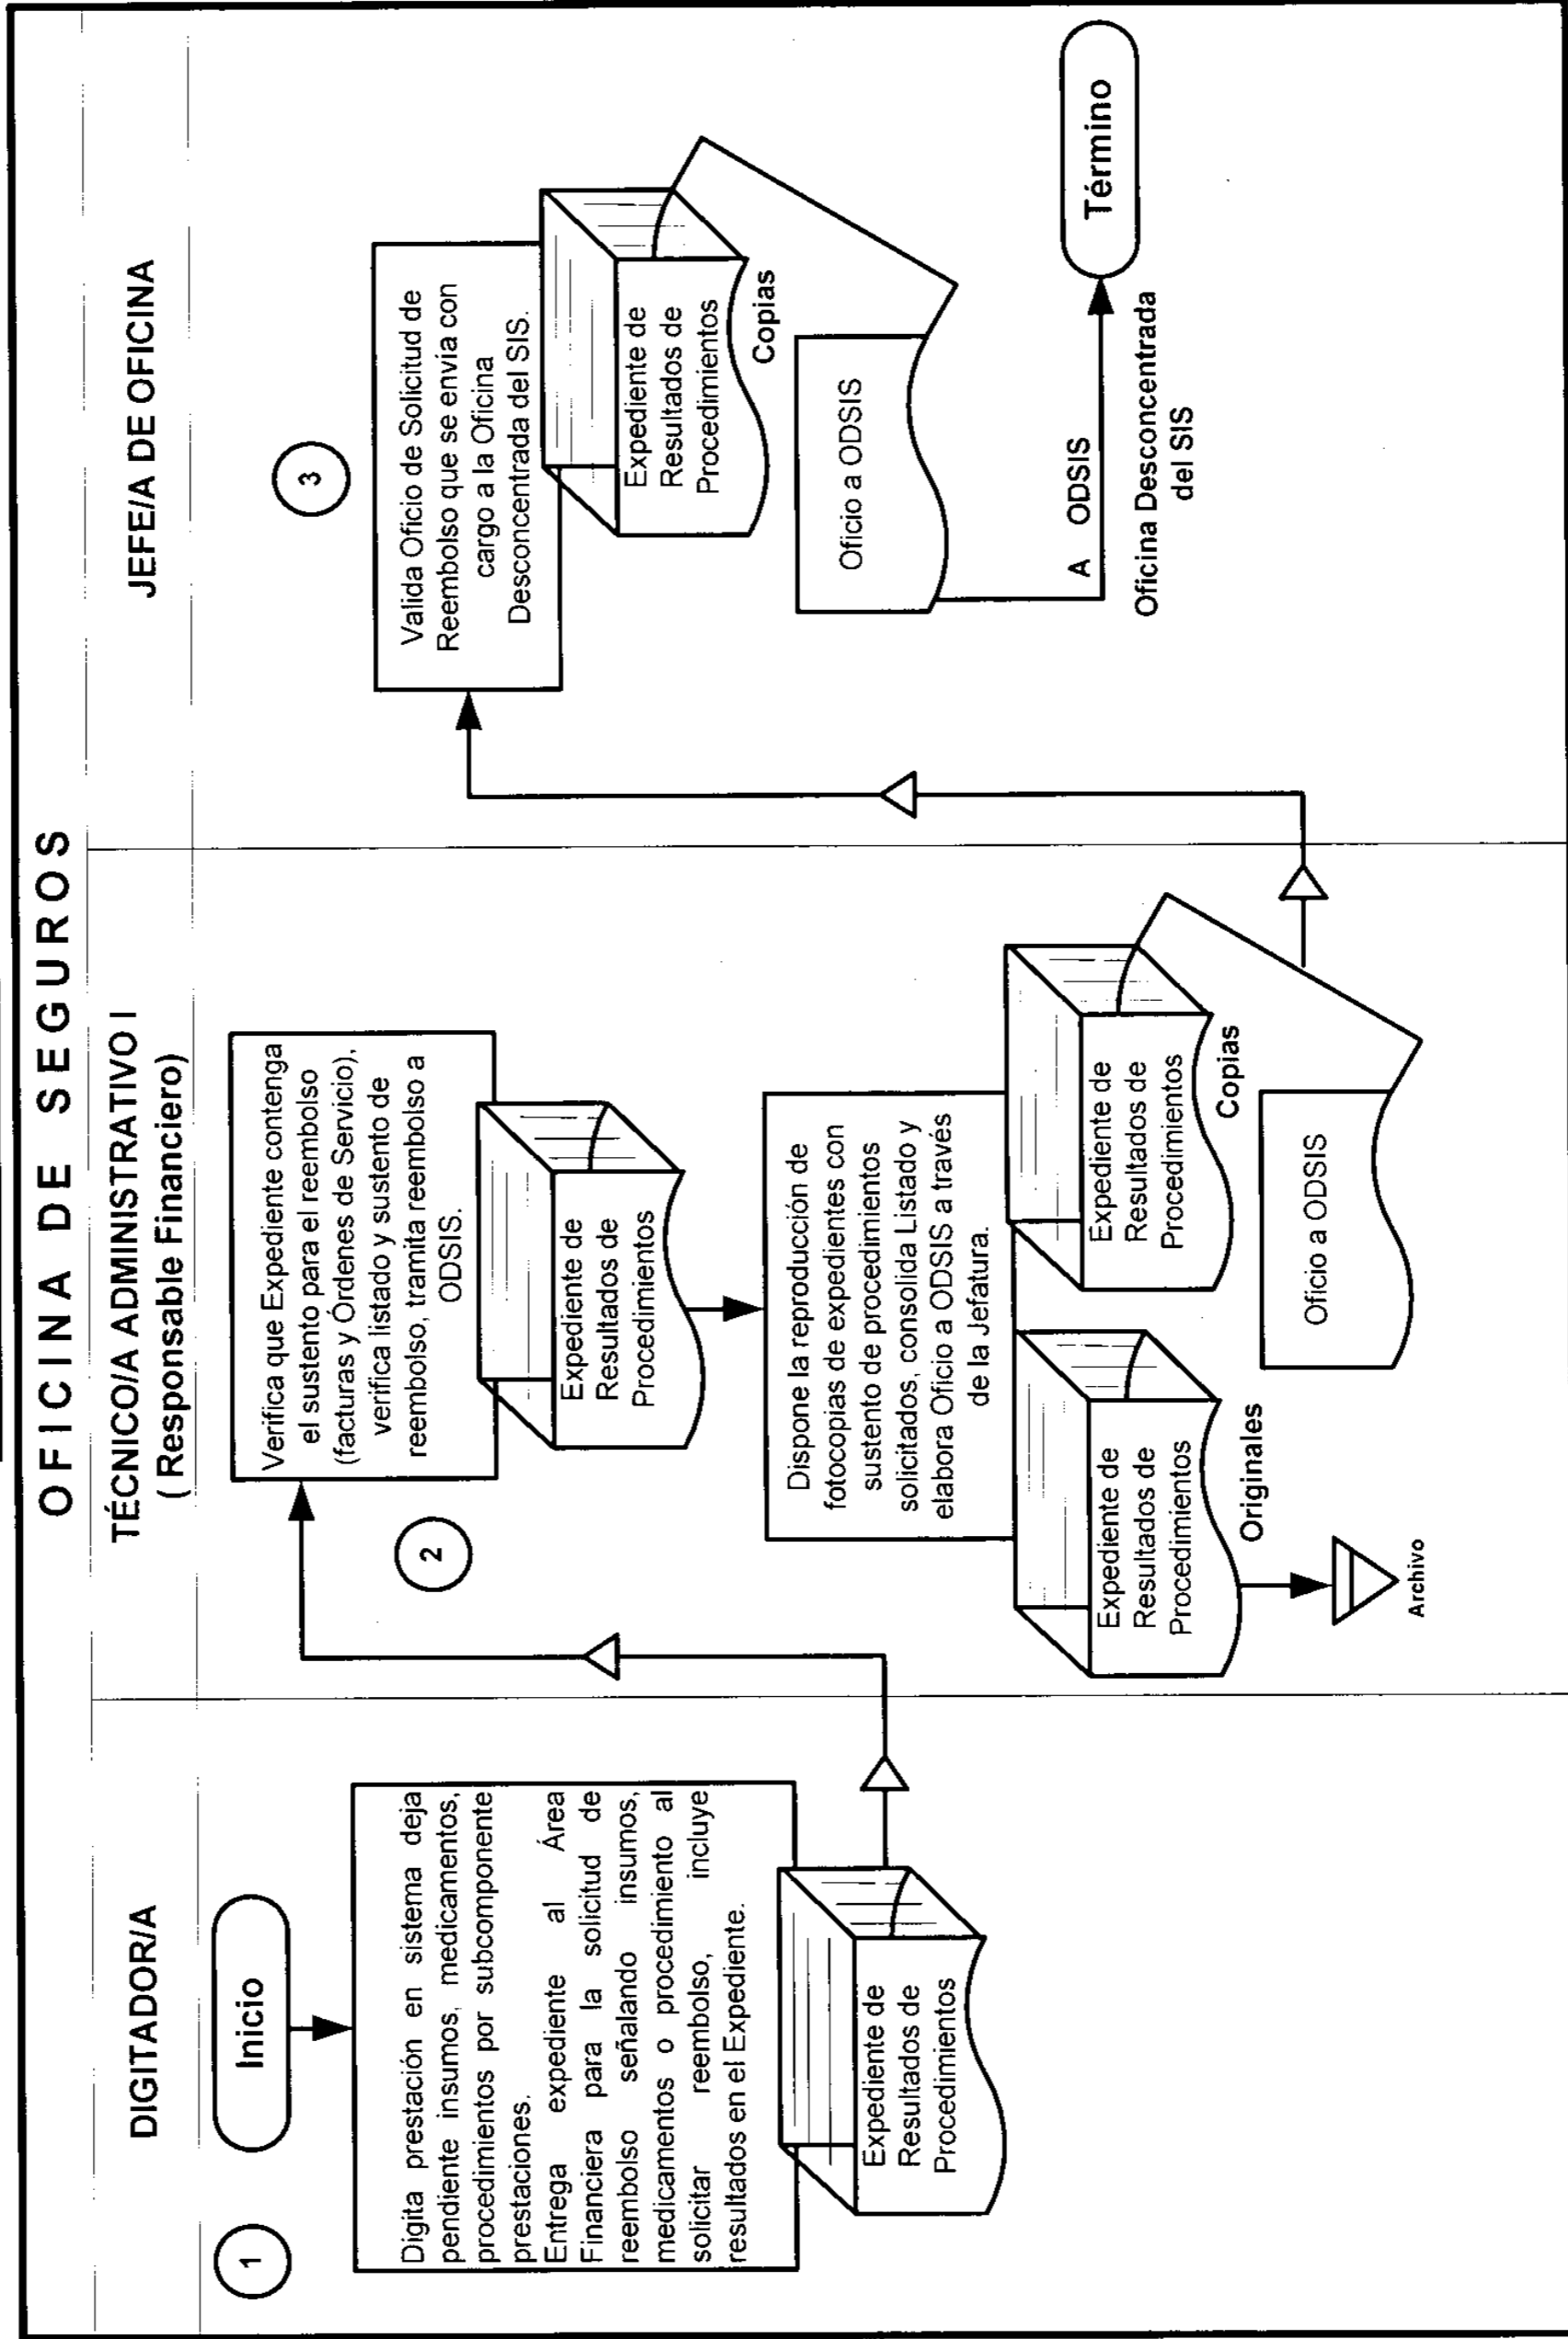 OFICINA DE SEGUROS
DIGITADOR/A
1
Inicio
Digita prestación en sistema deja
pendiente insumos, medicamentos,
procedimientos por subcomponente
prestaciones.
Entrega expediente al Área
Financiera para la solicitud de
reembolso señalando insumos,
medicamentos o procedimiento al
solicitar reembolso, incluye
resultados en el Expediente.
Expediente de
Resultados de
Procedimientos
TÉCNICO/A ADMINISTRATIVO I
( Responsable Financiero)
2
Verifica que Expediente contenga
el sustento para el reembolso
(facturas y Órdenes de Servicio),
verifica listado y sustento de
reembolso, tramita reembolso a
ODSIS.
Expediente de
Resultados de
Procedimientos
Dispone la reproducción de
fotocopias de expedientes con
sustento de procedimientos
solicitados, consolida Listado y
elabora Oficio a ODSIS a través
de la Jefatura.
Expediente de
Resultados de
Procedimientos
Originales
Archivo
Expediente de
Resultados de
Procedimientos
Copias
Oficio a ODSIS
JEFE/A DE OFICINA
3
Valida Oficio de Solicitud de
Reembolso que se envía con
cargo a la Oficina
Desconcentrada del SIS.
Expediente de
Resultados de
Procedimientos
Copias
Oficio a ODSIS
A ODSIS
Oficina Desconcentrada
del SIS
Término